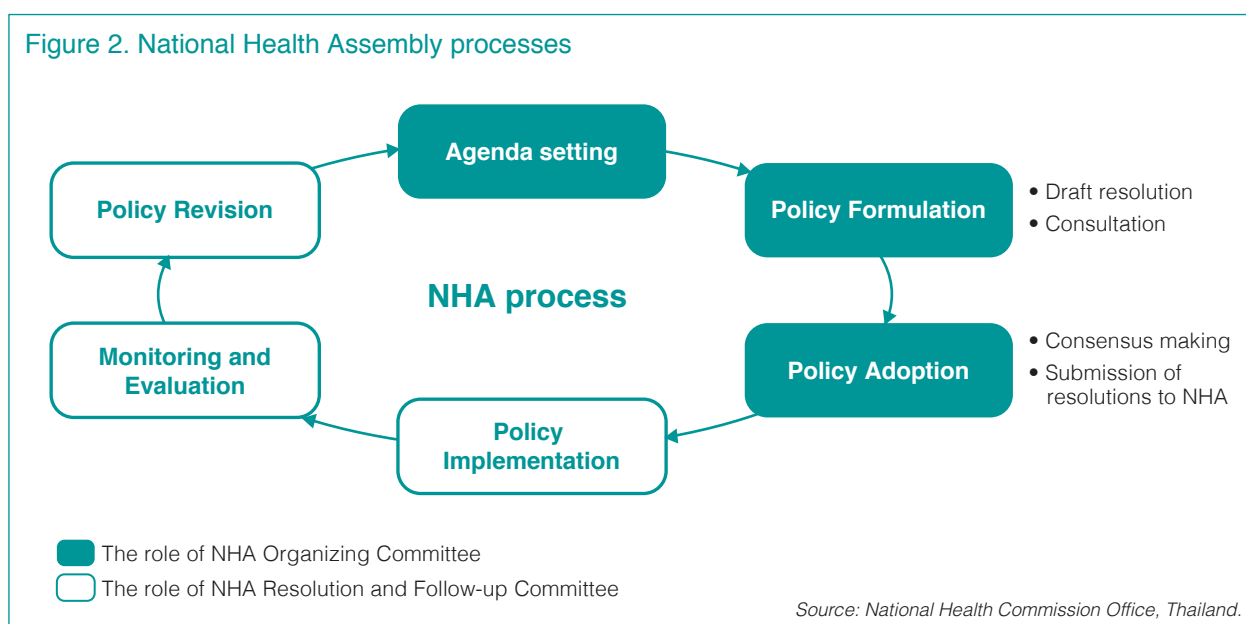 Figure 2. National Health Assembly processes
Agenda setting
Policy Revision
Policy Formulation
• Draft resolution
• Consultation
NHA process
Monitoring and
Evaluation
Policy Adoption
• Consensus making
• Submission of
resolutions to NHA
Policy
Implementation
The role of NHA Organizing Committee
The role of NHA Resolution and Follow-up Committee
Source: National Health Commission Office, Thailand.